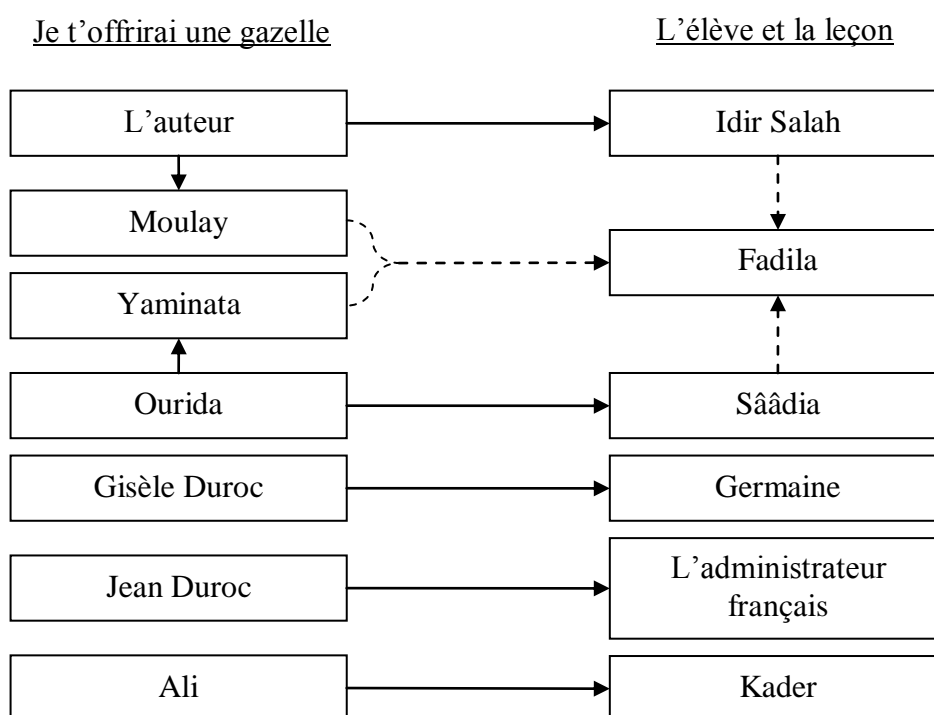 Je t’offrirai une gazelle
L’élève et la leçon
L’auteur
Idir Salah
Moulay
Fadila
Yaminata
Ourida
Sââdia
Gisèle Duroc
Germaine
Jean Duroc
L’administrateur
français
Ali
Kader